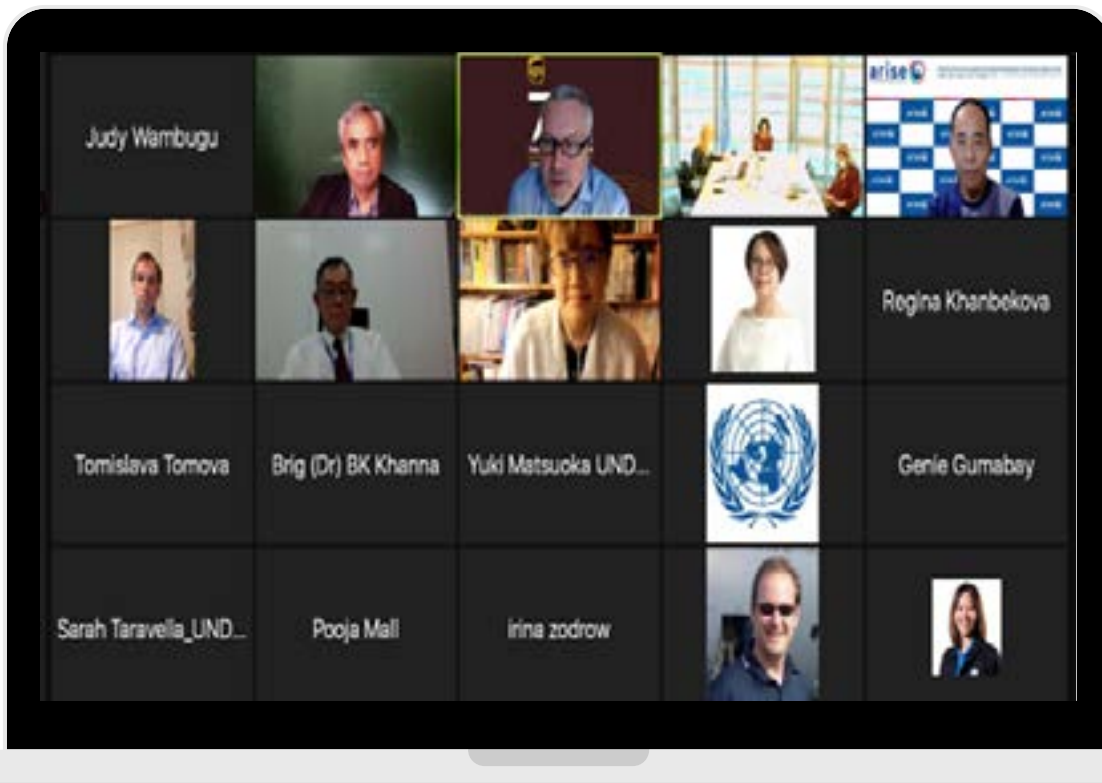 Judy Wambugu
arise
Regina Khanbekova
Tomislava Tomova
Brig (Dr) BK Khanna
Yuki Matsuoka UND...
Genie Gumabay
Sarah Taravella_UND...
Pooja Mall
irina zodrow